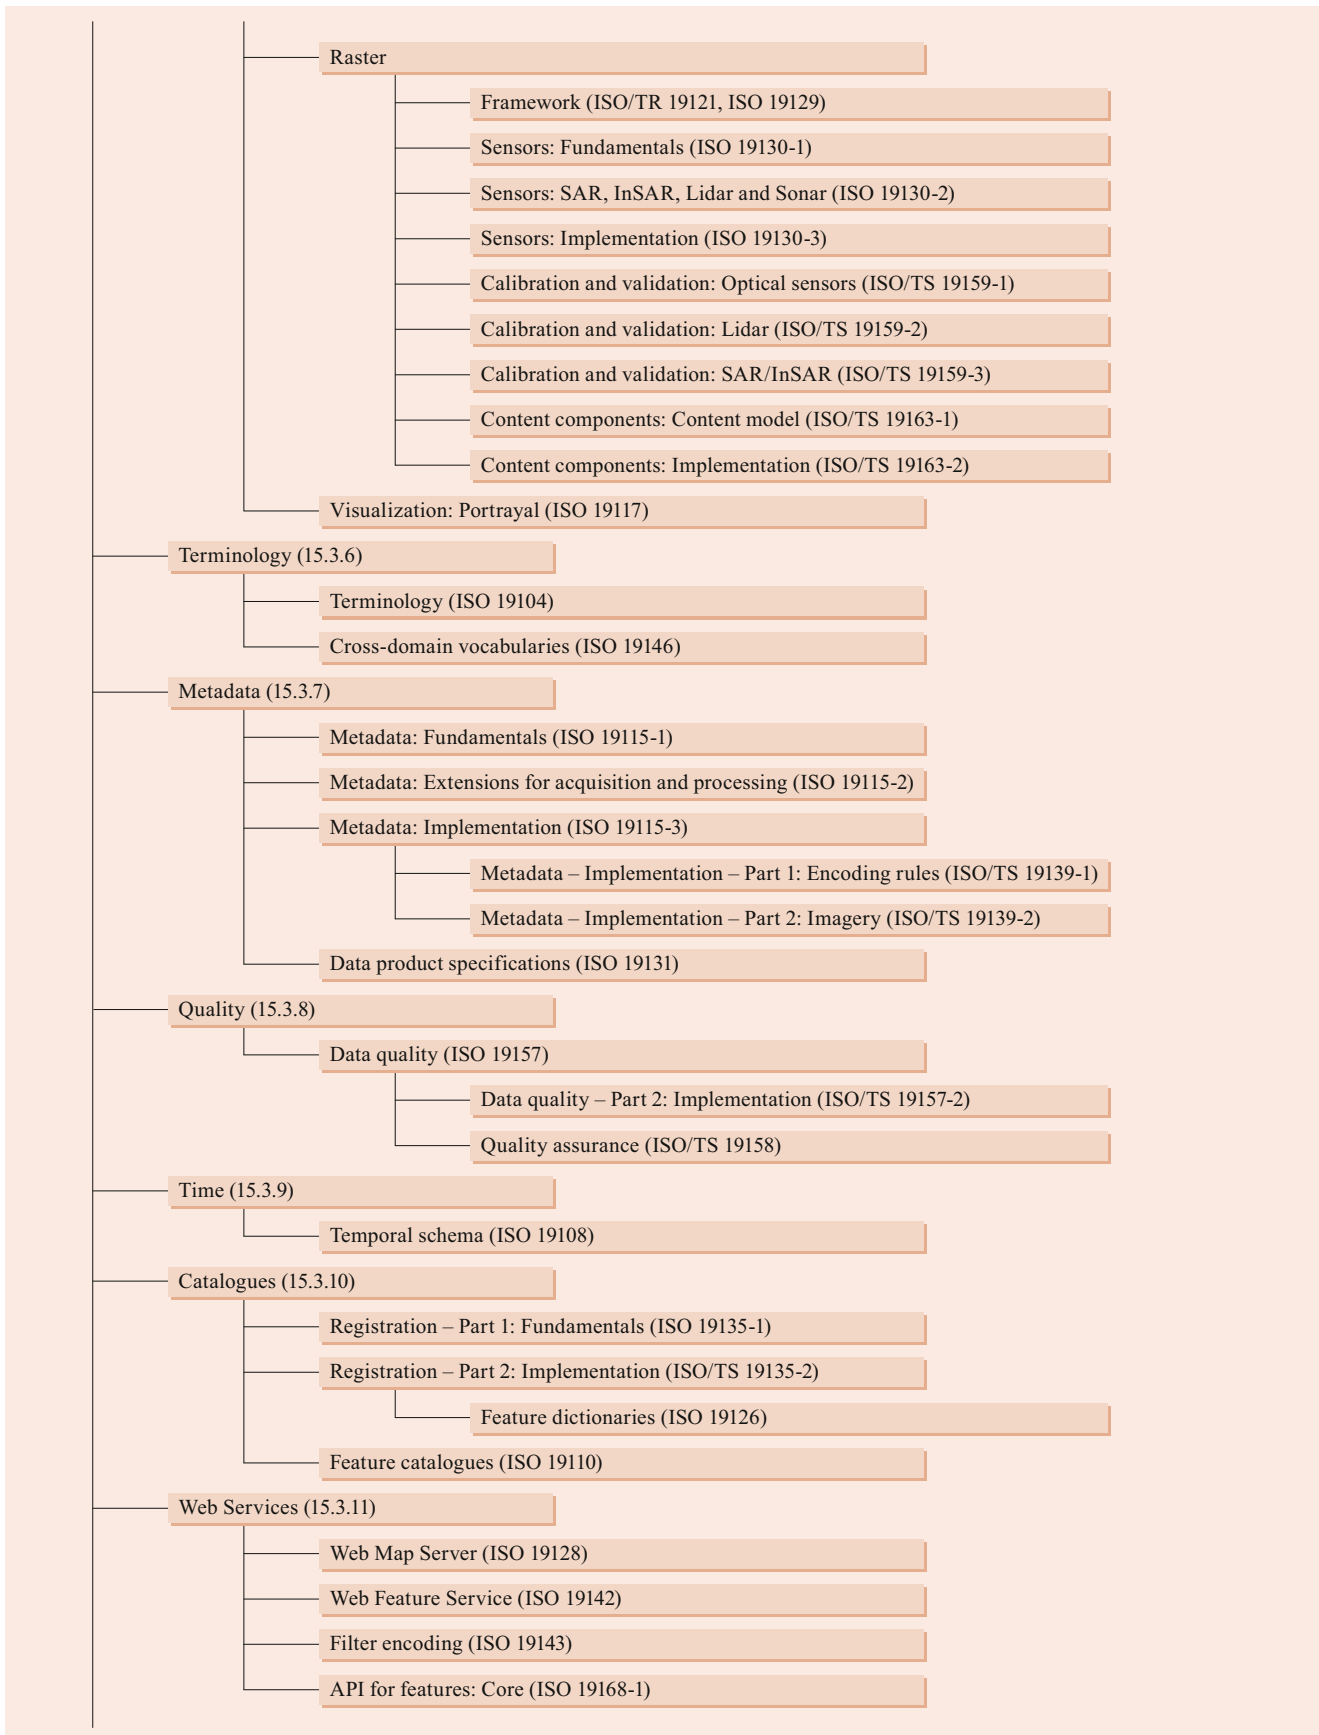 Raster
Framework (ISO/TR 19121, ISO 19129)
Sensors: Fundamentals (ISO 19130-1)
Sensors: SAR, InSAR, Lidar and Sonar (ISO 19130-2)
Sensors: Implementation (ISO 19130-3)
Calibration and validation: Optical sensors (ISO/TS 19159-1)
Calibration and validation: Lidar (ISO/TS 19159-2)
Calibration and validation: SAR/InSAR (ISO/TS 19159-3)
Content components: Content model (ISO/TS 19163-1)
Content components: Implementation (ISO/TS 19163-2)
Visualization: Portrayal (ISO 19117)
Terminology (15.3.6)
Terminology (ISO 19104)
Cross-domain vocabularies (ISO 19146)
Metadata (15.3.7)
Metadata: Fundamentals (ISO 19115-1)
Metadata: Extensions for acquisition and processing (ISO 19115-2)
Metadata: Implementation (ISO 19115-3)
Metadata – Implementation – Part 1: Encoding rules (ISO/TS 19139-1)
Metadata – Implementation – Part 2: Imagery (ISO/TS 19139-2)
Data product specifications (ISO 19131)
Quality (15.3.8)
Data quality (ISO 19157)
Data quality – Part 2: Implementation (ISO/TS 19157-2)
Quality assurance (ISO/TS 19158)
Time (15.3.9)
Temporal schema (ISO 19108)
Catalogues (15.3.10)
Registration – Part 1: Fundamentals (ISO 19135-1)
Registration – Part 2: Implementation (ISO/TS 19135-2)
Feature dictionaries (ISO 19126)
Feature catalogues (ISO 19110)
Web Services (15.3.11)
Web Map Server (ISO 19128)
Web Feature Service (ISO 19142)
Filter encoding (ISO 19143)
API for features: Core (ISO 19168-1)